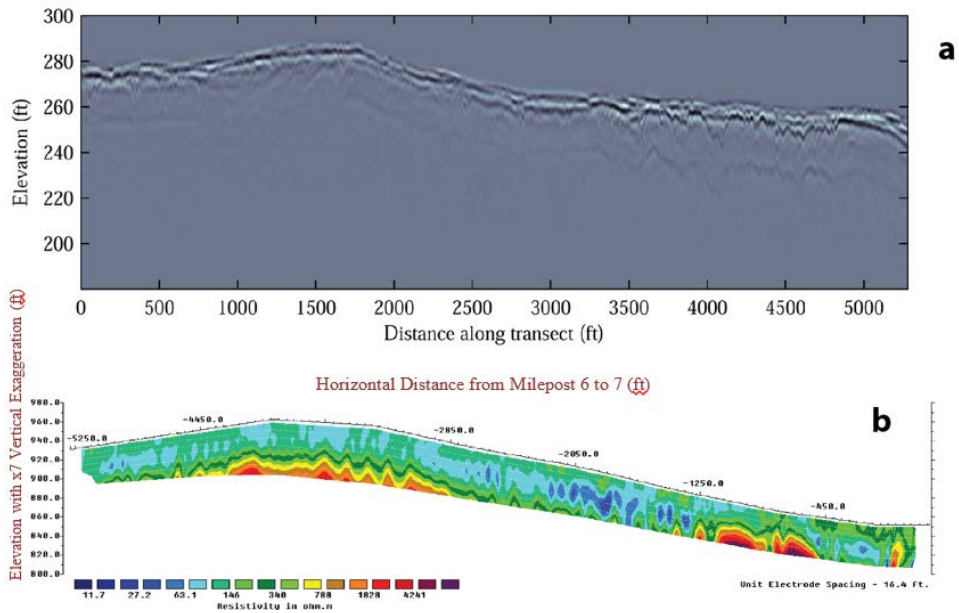 300
280
260
240
220
200
Elevation (ft)
a
0 500 1000 1500 2000 2500 3000 3500 4000 4500 5000
Distance along transect (ft)
Elevation with x7 Vertical Exaggeration (ft)
Horizontal Distance from Milepost 6 to 7 (ft)
b
980.0
960.0
940.0
920.0
900.0
880.0
860.0
840.0
820.0
800.0
-5250.0
-4450.0
-2850.0
-2050.0
-1250.0
-450.0
11.7 27.2 63.1 146 340 788 1828 4241
Resistivity in ohm.m
Unit Electrode Spacing - 16.4 ft.